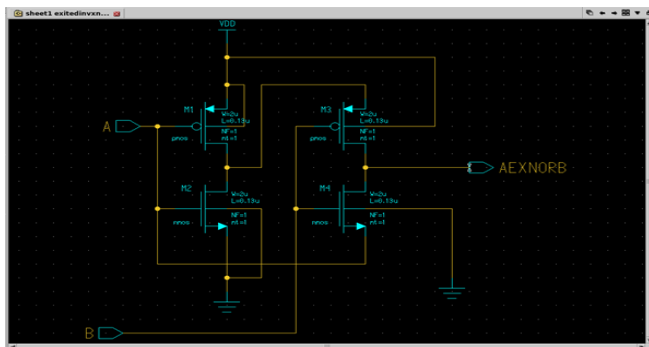 sheet1 exitedinvxn...
VDD
M1
W=2u
L=0.13u
NF=1
m=1
pmos
M3
W=2u
L=0.13u
NF=1
m=1
pmos
A
AEXNORB
M2
W=2u
L=0.13u
NF=1
m=1
nmos
M4
W=2u
L=0.13u
NF=1
m=1
nmos
B